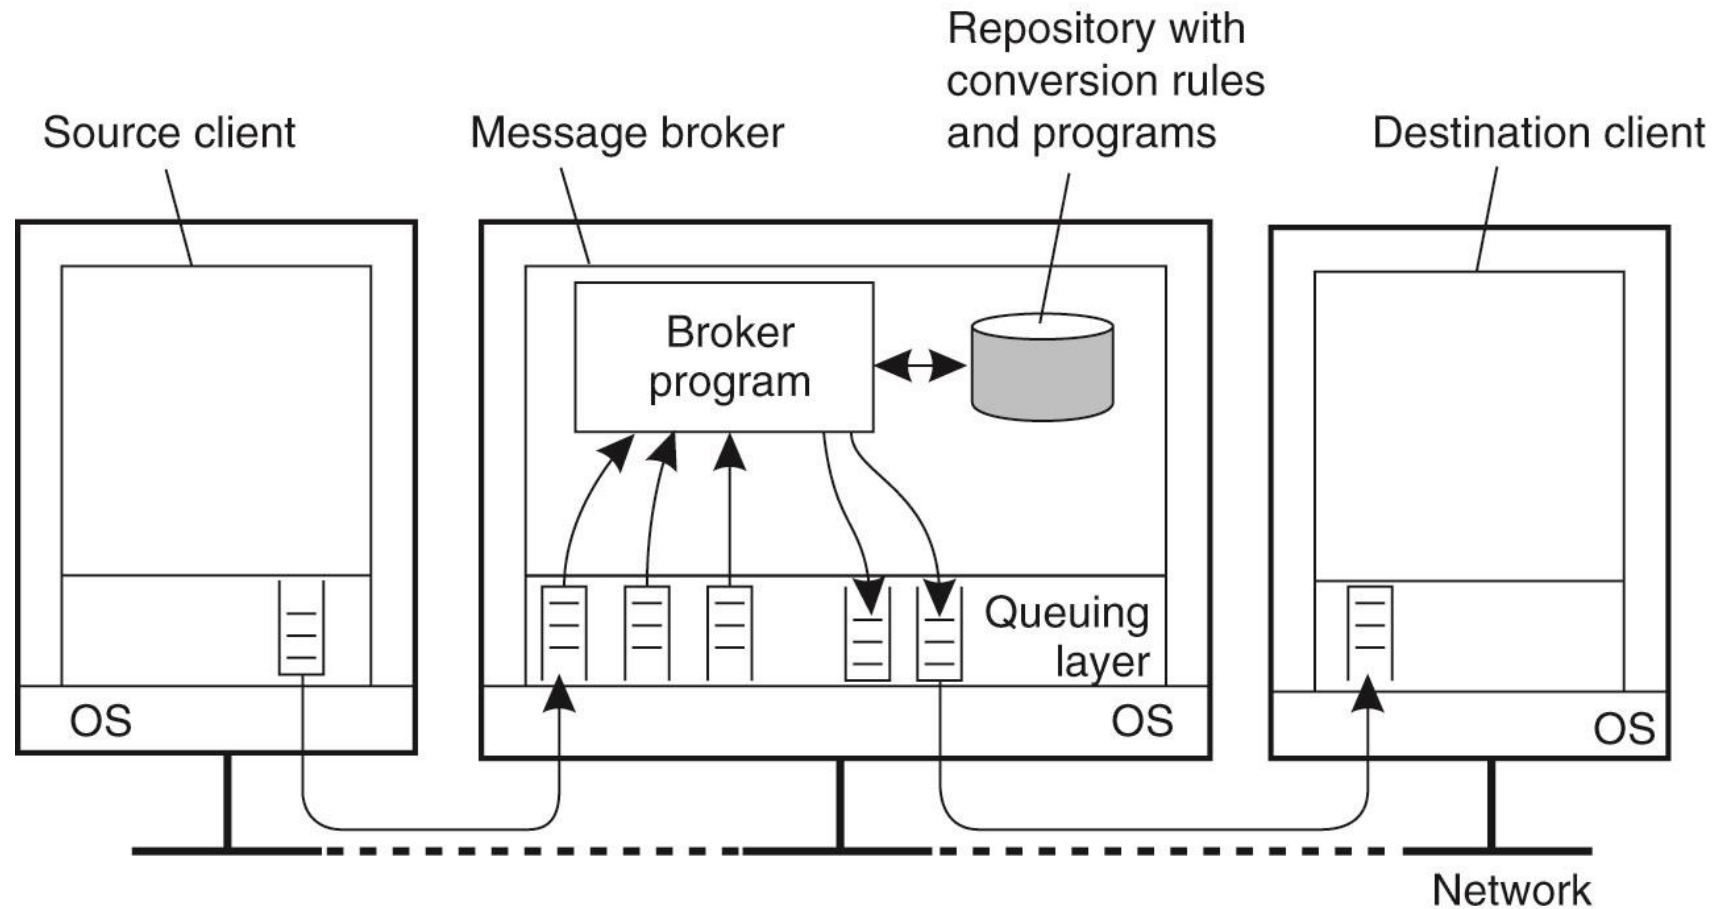 Repository with
conversion rules
and programs
Source client
Message broker
Destination client
Broker
program
Queuing
layer
OS
OS
OS
Network